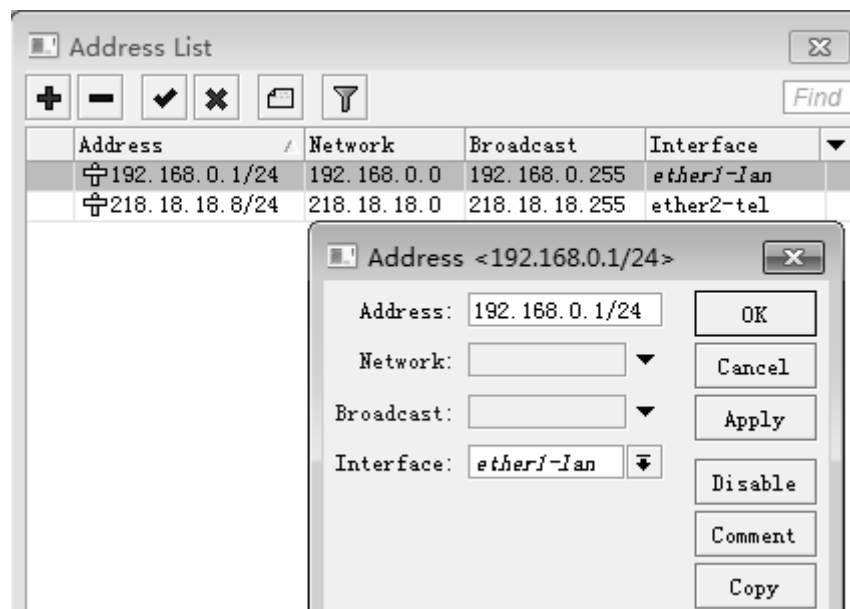 Address List
Find
Address Network Broadcast Interface
192.168.0.1/24 192.168.0.0 192.168.0.255 ether1-lan
218.18.18.8/24 218.18.18.0 218.18.18.255 ether2-tel
Address <192.168.0.1/24>
Address: 192.168.0.1/24
OK
Network:
Cancel
Broadcast:
Apply
Interface: ether1-lan
Disable
Comment
Copy